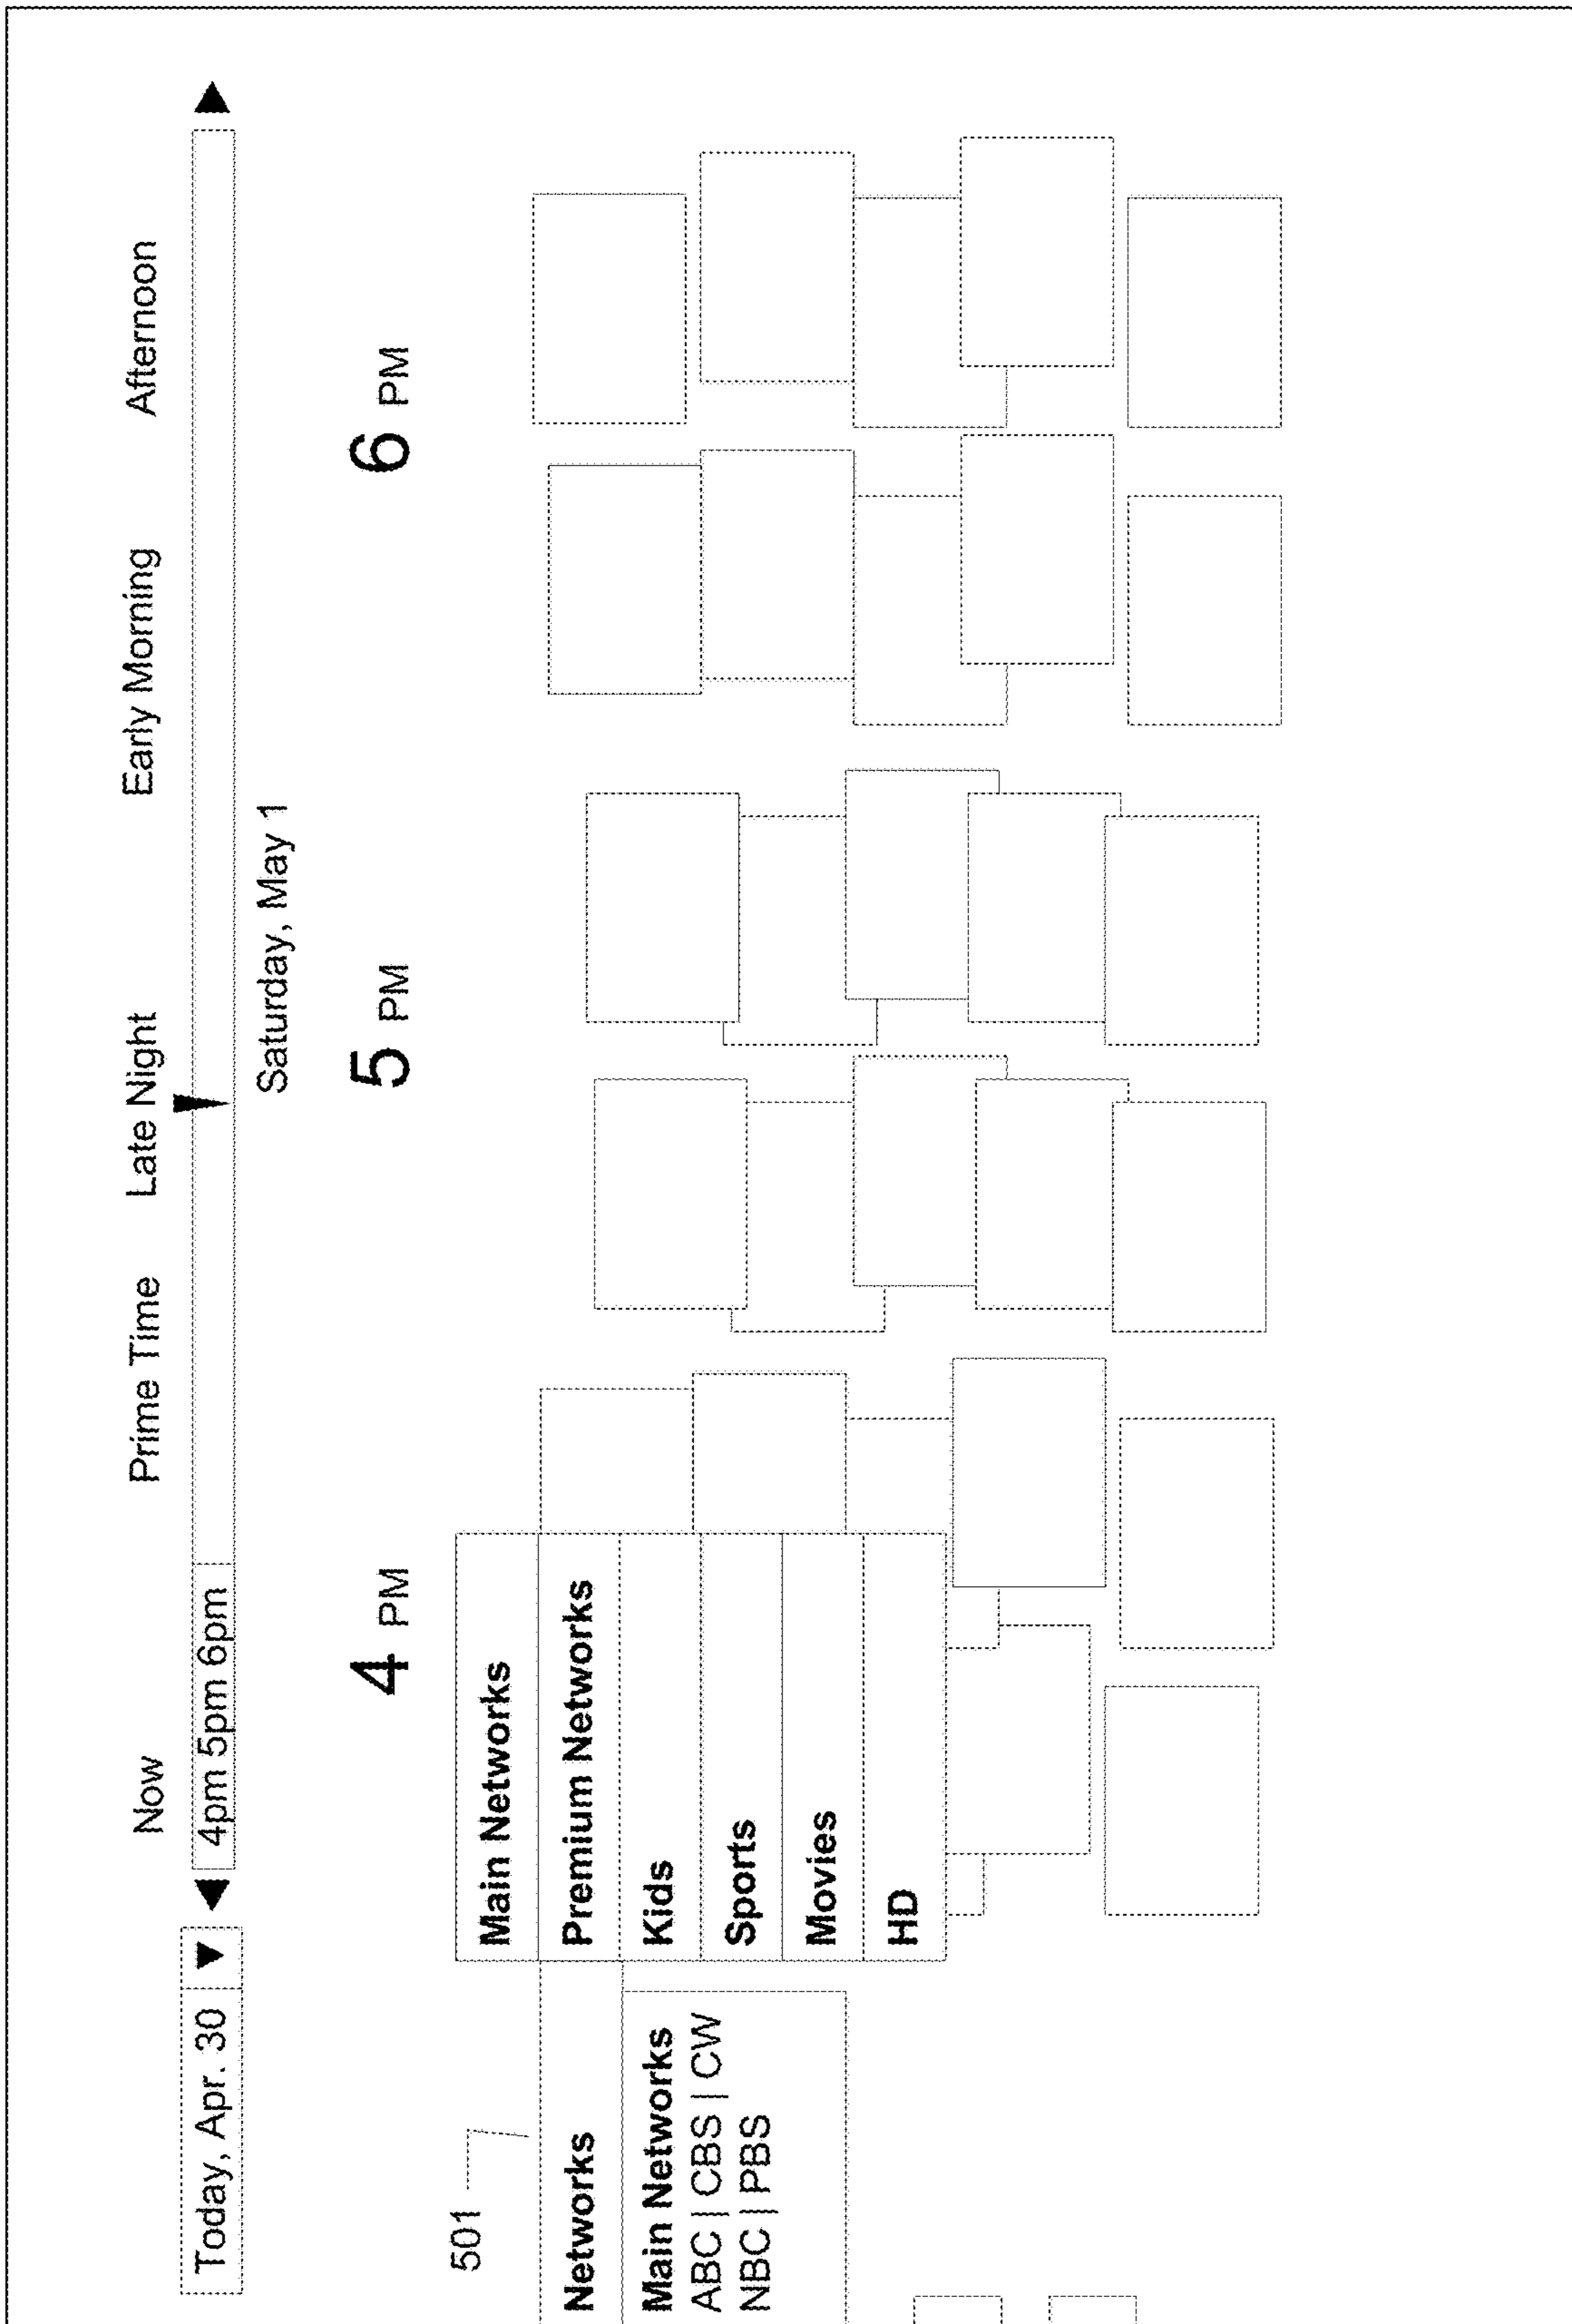 Now
Prime Time
Late Night
Early Morning
Afternoon
Today, Apr. 30
4pm 5pm 6pm
Saturday, May 1
4 PM
5 PM
6 PM
501
Main Networks
Networks
Premium Networks
Main Networks
ABC | CBS | CW
NBC | PBS
Kids
Sports
Movies
HD